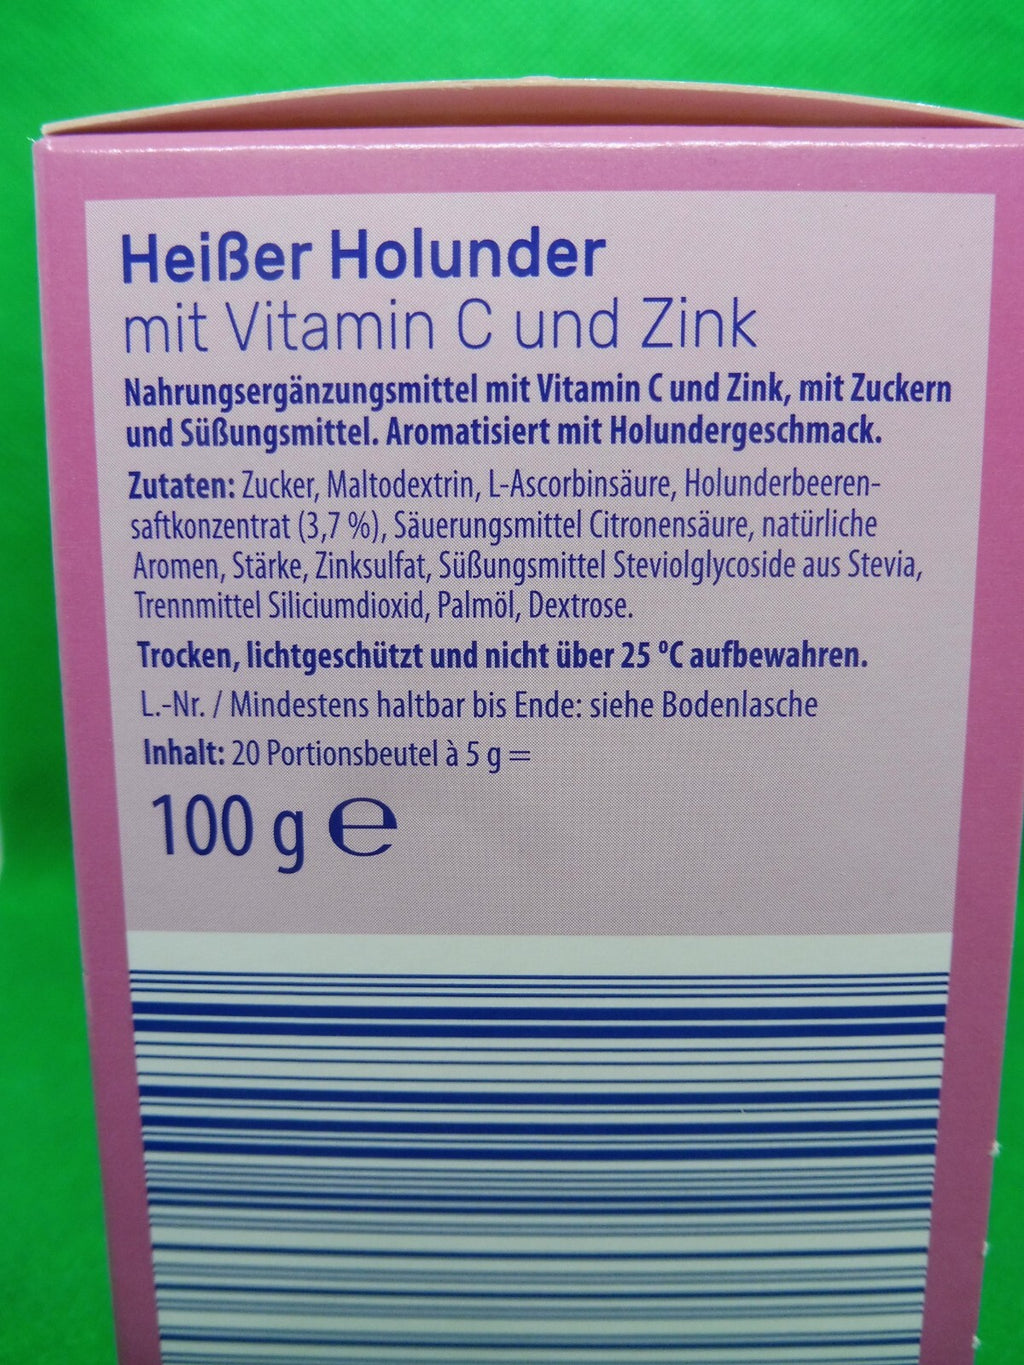 Heißer Holunder
mit Vitamin C und Zink
Nahrungsergänzungsmittel mit Vitamin C und Zink, mit Zuckern
und Süßungsmittel. Aromatisiert mit Holundergeschmack.
Zutaten: Zucker, Maltodextrin, L-Ascorbinsäure, Holunderbeeren-
saftkonzentrat (3,7 %), Säuerungsmittel Citronensäure, natürliche
Aromen, Stärke, Zinksulfat, Süßungsmittel Steviolglycoside aus Stevia,
Trennmittel Siliciumdioxid, Palmöl, Dextrose.
Trocken, lichtgeschützt und nicht über 25 °C aufbewahren.
L.-Nr. / Mindestens haltbar bis Ende: siehe Bodenlasche
Inhalt: 20 Portionsbeutel à 5 g =
100 g ℮